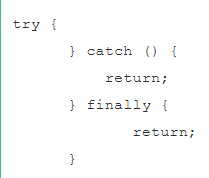 try {
} catch () {
return;
} finally {
return;
}